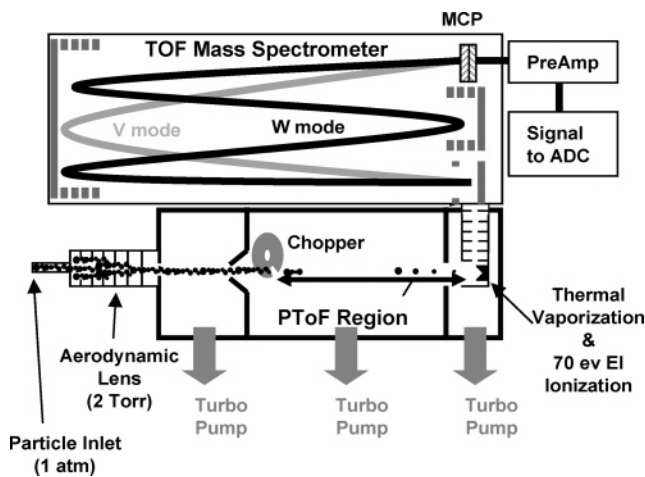 MCP
TOF Mass Spectrometer
PreAmp
V mode
W mode
Signal
to ADC
Chopper
PToF Region
Thermal
Vaporization
&
70 ev EI
Ionization
Aerodynamic
Lens
(2 Torr)
Turbo
Pump
Turbo
Pump
Turbo
Pump
Particle Inlet
(1 atm)